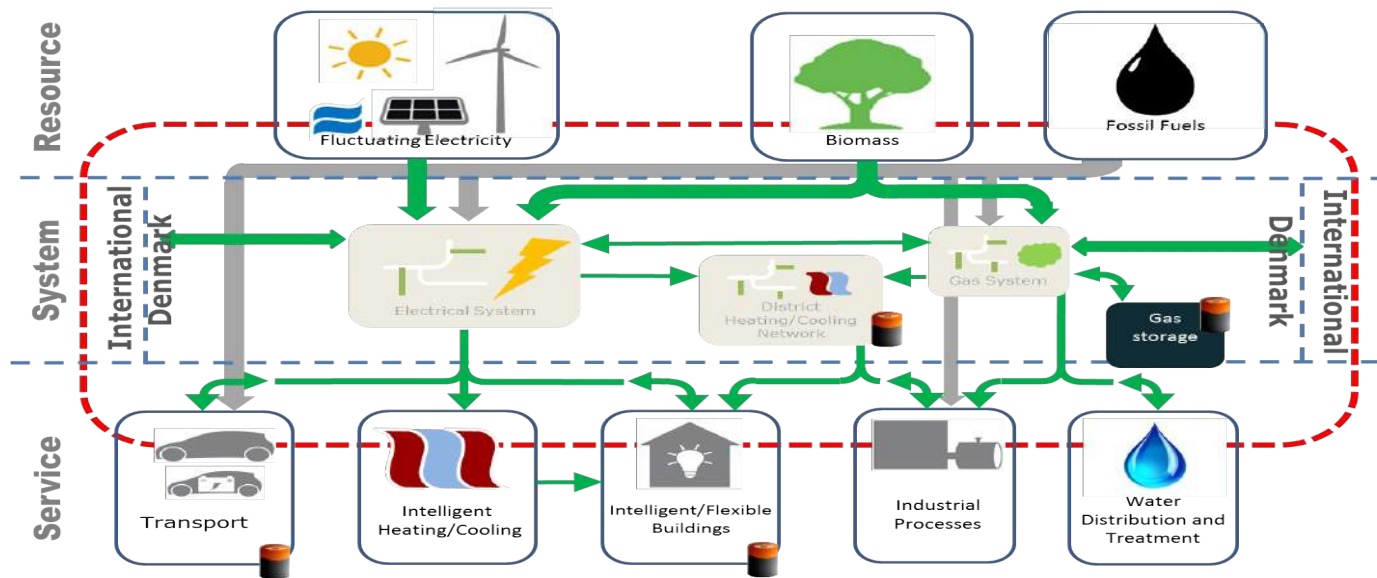 Resource
Fluctuating Electricity
Biomass
Fossil Fuels
System
International
Denmark
Electrical System
District
Heating/Cooling
Network
Gas System
Gas
storage
Denmark
International
Service
Transport
Intelligent
Heating/Cooling
Intelligent/Flexible
Buildings
Industrial
Processes
Water
Distribution and
Treatment